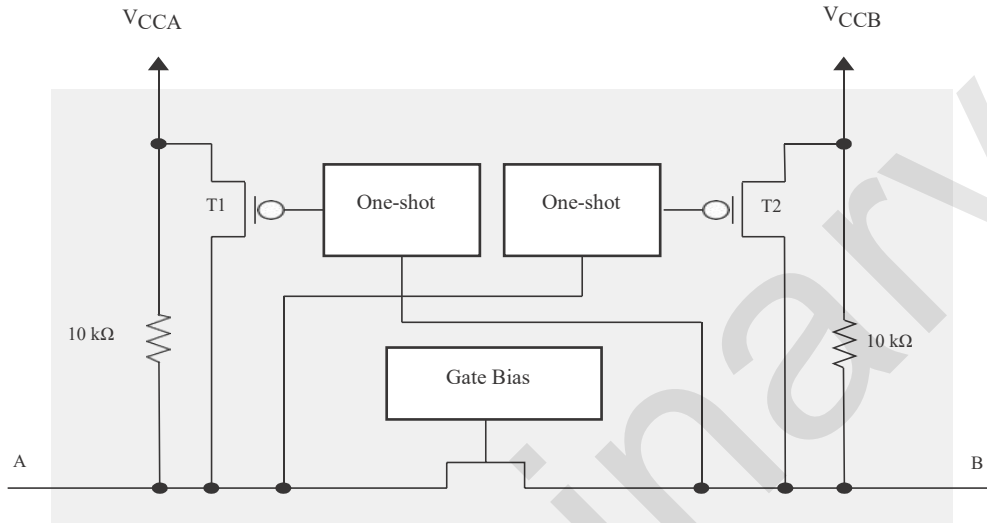 VCCA
VCCB
T1
One-shot
One-shot
T2
10 kΩ
10 kΩ
Gate Bias
A
B